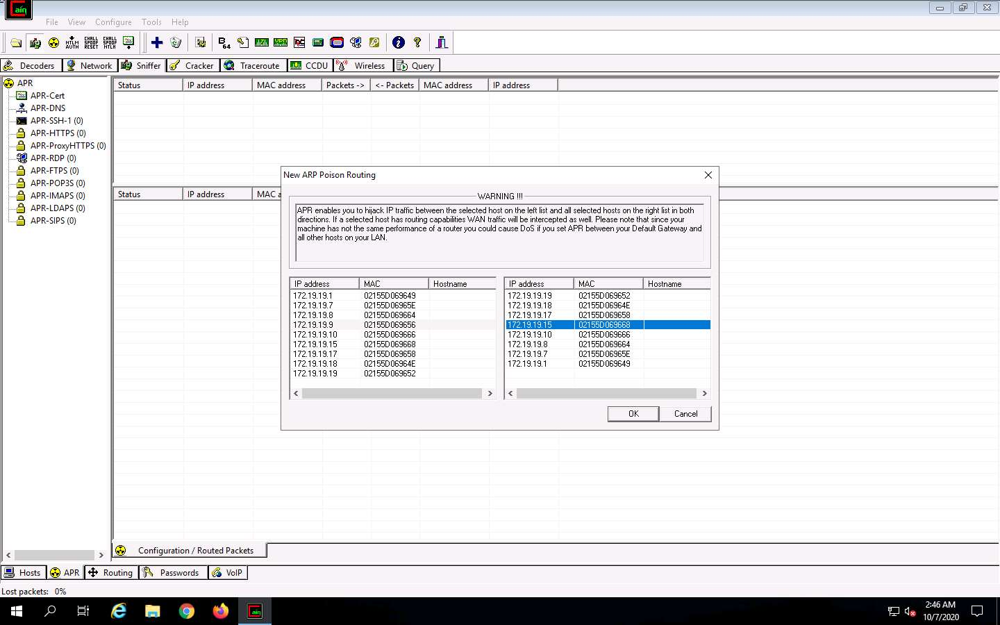 Cain
File View Configure Tools Help
NTLM AUTH
CHALL SPOOF RESET
CHALL SPOOF NTLM
B64
Decoders Network Sniffer Cracker Traceroute CCDU Wireless Query
APR
APR-Cert
APR-DNS
APR-SSH-1 (0)
APR-HTTPS (0)
APR-ProxyHTTPS (0)
APR-RDP (0)
APR-FTPS (0)
APR-POP3S (0)
APR-IMAPS (0)
APR-LDAPS (0)
APR-SIPS (0)
Status IP address MAC address Packets -> <- Packets MAC address IP address
Status IP address MAC a
New ARP Poison Routing
WARNING !!!
APR enables you to hijack IP traffic between the selected host on the left list and all selected hosts on the right list in both
directions. If a selected host has routing capabilities WAN traffic will be intercepted as well. Please note that since your
machine has not the same performance of a router you could cause DoS if you set APR between your Default Gateway and
all other hosts on your LAN.
IP address MAC Hostname
172.19.19.1 02155D069649
172.19.19.7 02155D06965E
172.19.19.8 02155D069664
172.19.19.9 02155D069656
172.19.19.10 02155D069666
172.19.19.15 02155D069668
172.19.19.17 02155D069658
172.19.19.18 02155D06964E
172.19.19.19 02155D069652
IP address MAC Hostname
172.19.19.19 02155D069652
172.19.19.18 02155D06964E
172.19.19.17 02155D069658
172.19.19.15 02155D069668
172.19.19.10 02155D069666
172.19.19.8 02155D069664
172.19.19.7 02155D06965E
172.19.19.1 02155D069649
OK Cancel
Configuration / Routed Packets
Hosts APR Routing Passwords VoIP
Lost packets: 0%
Cain
2:46 AM
10/7/2020